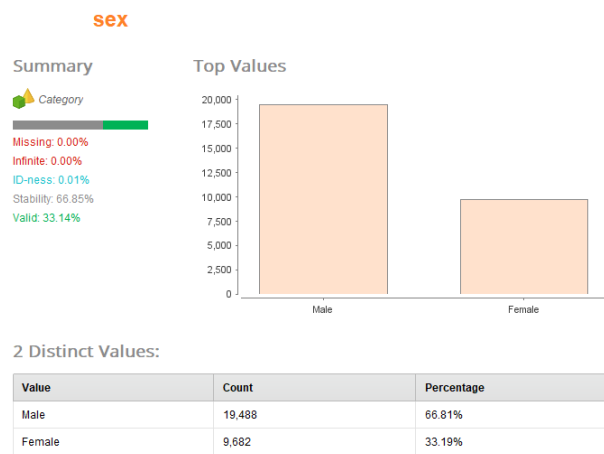 sex
Summary
Category
Missing: 0.00%
Infinite: 0.00%
ID-ness: 0.01%
Stability: 66.85%
Valid: 33.14%
Top Values
20,000
17,500
15,000
12,500
10,000
7,500
5,000
2,500
0
Male Female
2 Distinct Values:
Value Count Percentage
Male 19,488 66.81%
Female 9,682 33.19%